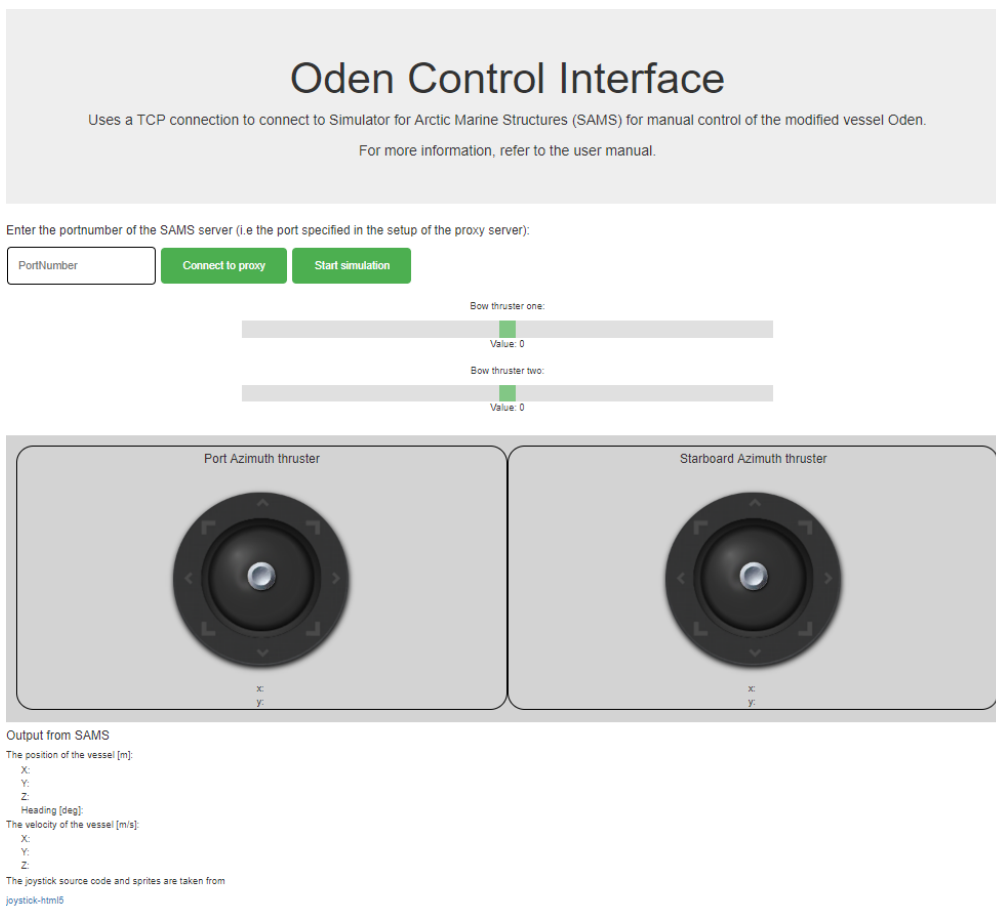 Oden Control Interface
Uses a TCP connection to connect to Simulator for Arctic Marine Structures (SAMS) for manual control of the modified vessel Oden.
For more information, refer to the user manual.
Enter the portnumber of the SAMS server (i.e the port specified in the setup of the proxy server):
PortNumber Connect to proxy Start simulation
Bow thruster one:
Value: 0
Bow thruster two:
Value: 0
Port Azimuth thruster
x:
y:
Starboard Azimuth thruster
x:
y:
Output from SAMS
The position of the vessel [m]:
X:
Y:
Z:
Heading [deg]:
The velocity of the vessel [m/s]:
X:
Y:
Z:
The joystick source code and sprites are taken from
joystick-html5